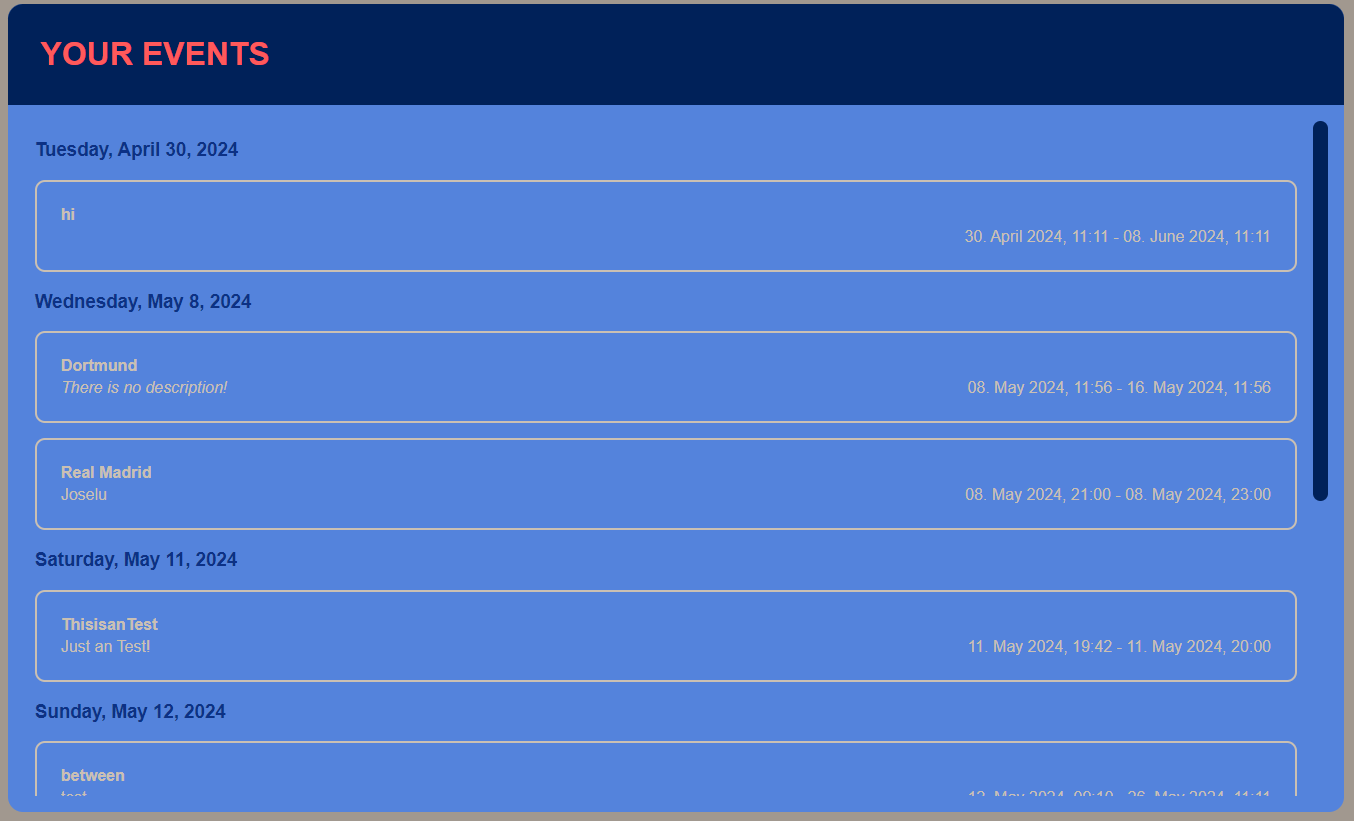 YOUR EVENTS
Tuesday, April 30, 2024
hi
30. April 2024, 11:11 - 08. June 2024, 11:11
Wednesday, May 8, 2024
Dortmund
There is no description! 08. May 2024, 11:56 - 16. May 2024, 11:56
Real Madrid
Joselu 08. May 2024, 21:00 - 08. May 2024, 23:00
Saturday, May 11, 2024
ThisisanTest
Just an Test! 11. May 2024, 19:42 - 11. May 2024, 20:00
Sunday, May 12, 2024
between